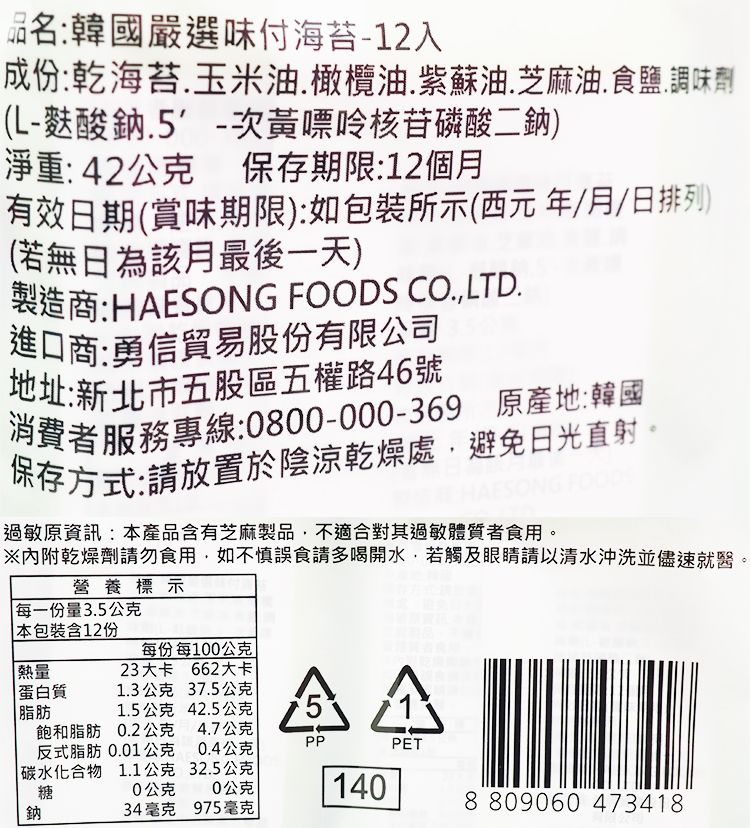 品名:韓國嚴選味付海苔-12入
成份:乾海苔.玉米油.橄欖油.紫蘇油.芝麻油.食鹽.調味劑
(L-麩酸鈉.5’ --次黃嘌呤核苷磷酸二鈉)
淨重: 42公克 保存期限:12個月
有效日期(賞味期限):如包裝所示(西元 年/月/日排列)
(若無日為該月最後一天)
製造商:HAESONG FOODS CO.,LTD.
進口商:勇信貿易股份有限公司
地址:新北市五股區五權路46號
消費者服務專線:0800-000-369 原產地:韓國
保存方式:請放置於陰涼乾燥處，避免日光直射。
過敏原資訊：本產品含有芝麻製品，不適合對其過敏體質者食用。
※內附乾燥劑請勿食用，如不慎誤食請多喝開水，若觸及眼睛請以清水沖洗並儘速就醫。
營養標示
每一份量3.5公克
本包裝含12份
每份 每100公克
熱量 23大卡 662大卡
蛋白質 1.3公克 37.5公克
脂肪 1.5公克 42.5公克
飽和脂肪 0.2公克 4.7公克
反式脂肪 0.01公克 0.4公克
碳水化合物 1.1公克 32.5公克
糖 0公克 0公克
鈉 34毫克 975毫克
5 1
PP PET
140
8 809060 473418